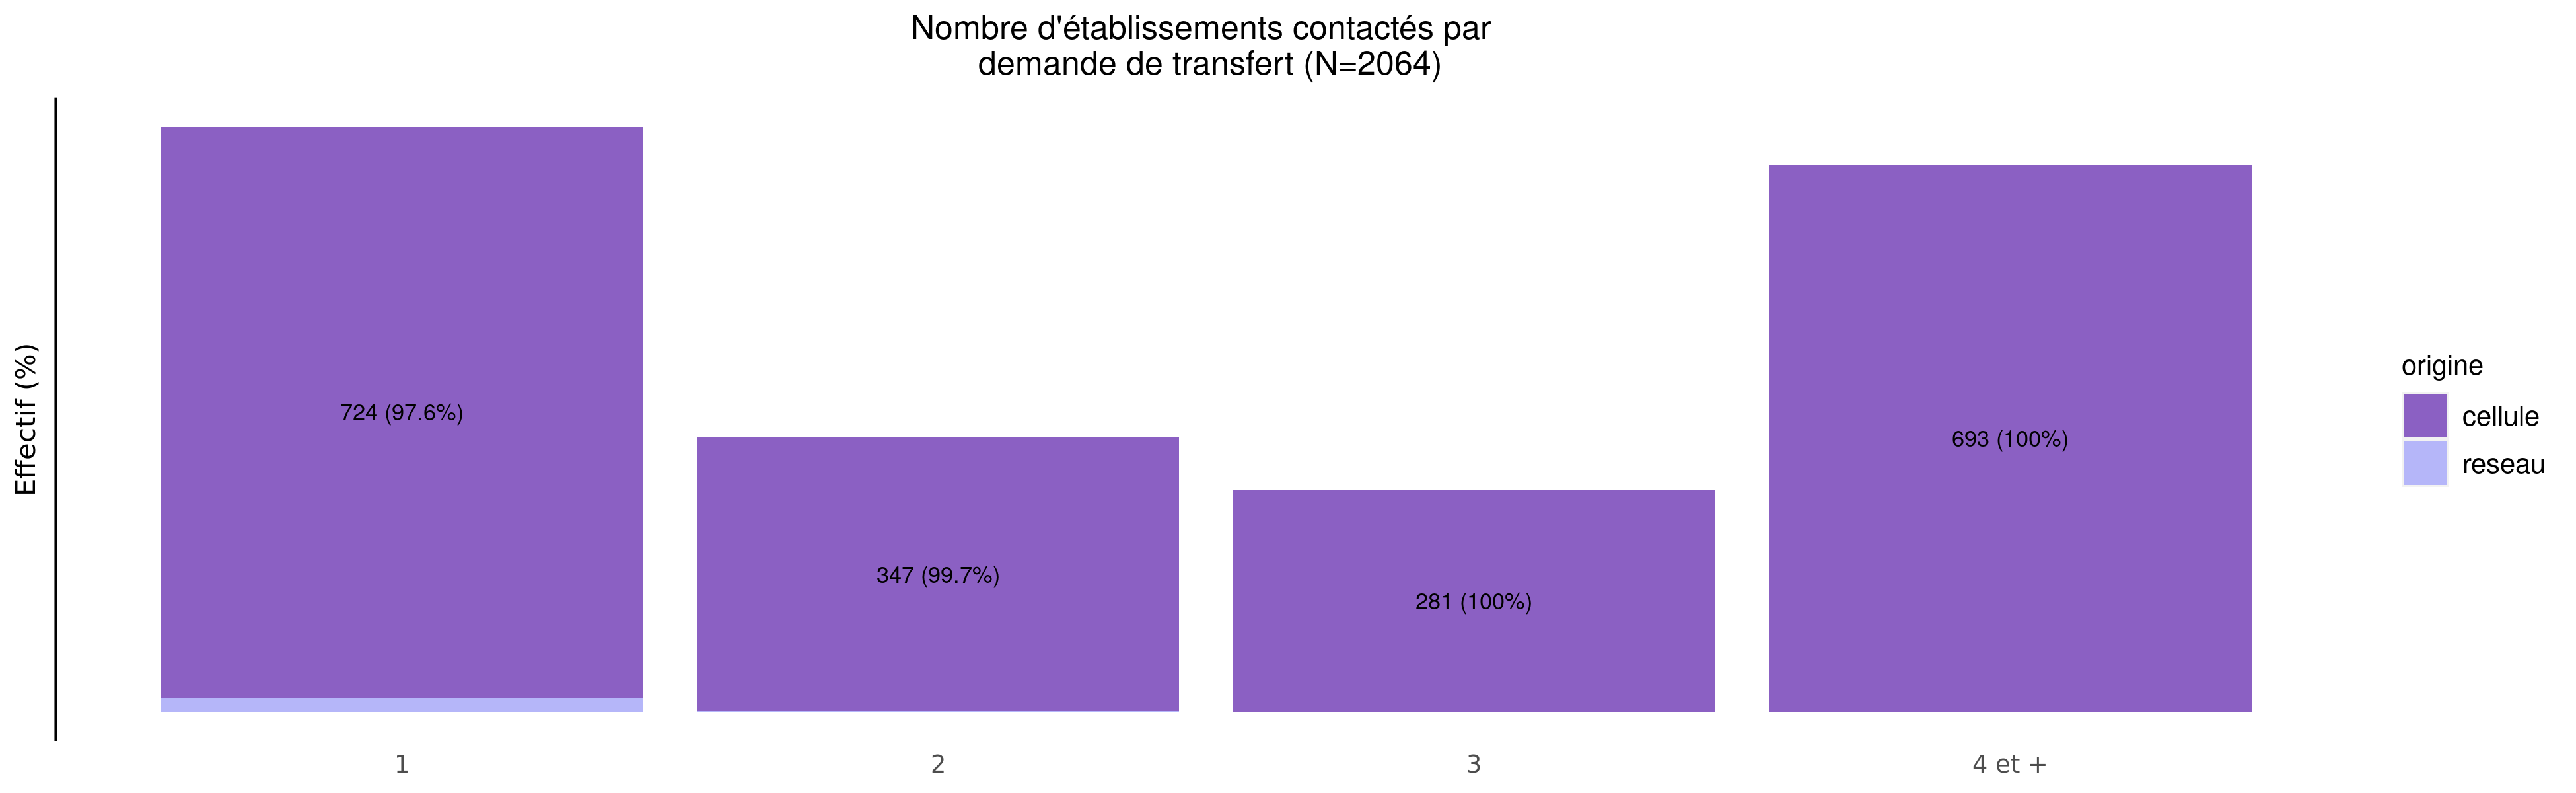 Nombre d'établissements contactés par
demande de transfert (N=2064)
Effectif (%)
724 (97.6%)
347 (99.7%)
281 (100%)
693 (100%)
origine
cellule
reseau
1
2
3
4 et +